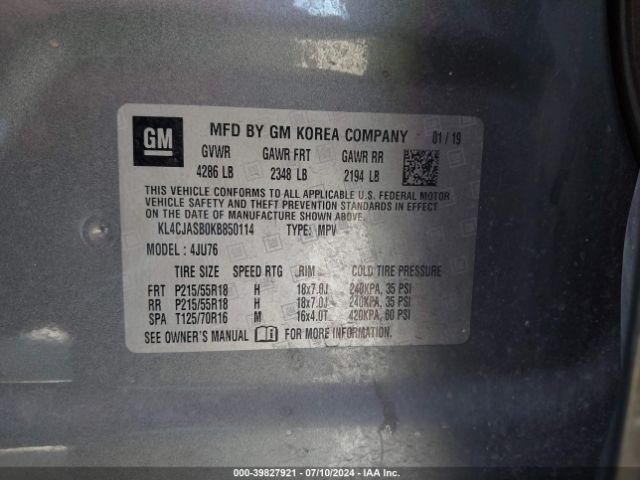 GM MFD BY GM KOREA COMPANY 01/19
GVWR GAWR FRT GAWR RR
4286 LB 2348 LB 2194 LB
THIS VEHICLE CONFORMS TO ALL APPLICABLE U.S. FEDERAL MOTOR
VEHICLE SAFETY AND THEFT PREVENTION STANDARDS IN EFFECT
ON THE DATE OF MANUFACTURE SHOWN ABOVE.
KL4CJASB0KB850114 TYPE: MPV
MODEL: 4JU76
TIRE SIZE SPEED RTG RIM COLD TIRE PRESSURE
FRT P215/55R18 H 18x7.0J 240KPA, 35 PSI
RR P215/55R18 H 18x7.0J 240KPA, 35 PSI
SPA T125/70R16 M 16x4.0T 420KPA, 60 PSI
SEE OWNER'S MANUAL FOR MORE INFORMATION.
000-39827921 / 07/10/2024 / IAA Inc.